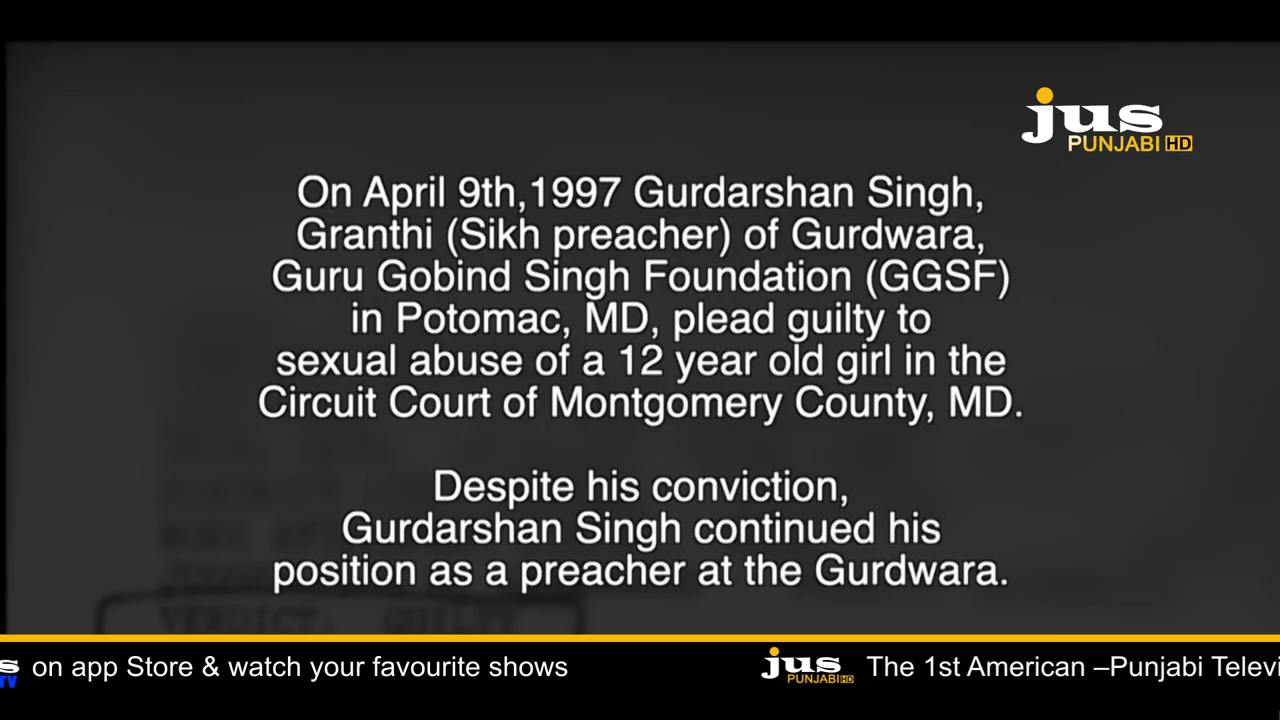 jus
PUNJABI HD
On April 9th,1997 Gurdarshan Singh,
Granthi (Sikh preacher) of Gurdwara,
Guru Gobind Singh Foundation (GGSF)
in Potomac, MD, plead guilty to
sexual abuse of a 12 year old girl in the
Circuit Court of Montgomery County, MD.
Despite his conviction,
Gurdarshan Singh continued his
position as a preacher at the Gurdwara.
VERDICT: GUILTY
on app Store & watch your favourite shows
jus
PUNJABI HD
The 1st American –Punjabi Televi